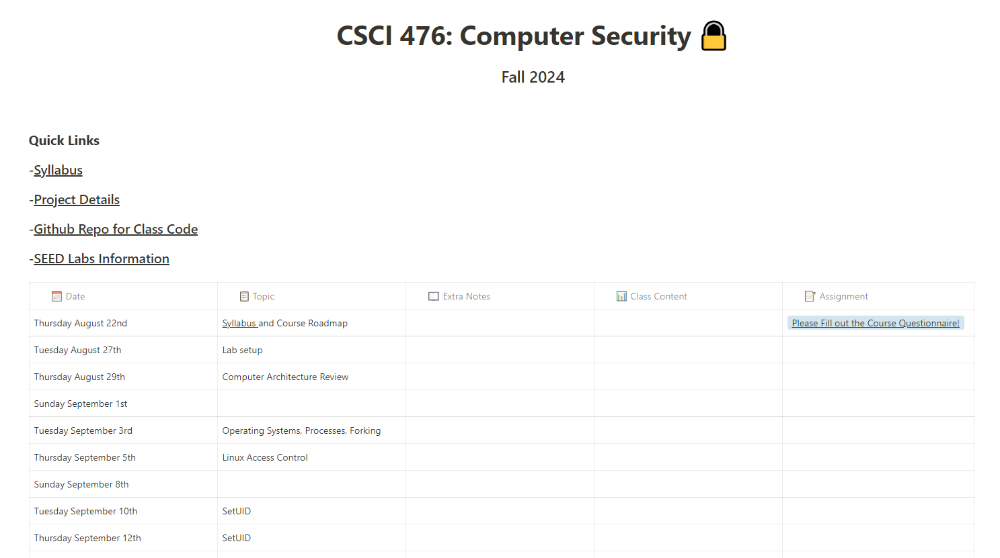 CSCI 476: Computer Security
Fall 2024
Quick Links
-Syllabus
-Project Details
-Github Repo for Class Code
-SEED Labs Information
Date Topic Extra Notes Class Content Assignment
Thursday August 22nd Syllabus and Course Roadmap Please Fill out the Course Questionnaire!
Tuesday August 27th Lab setup
Thursday August 29th Computer Architecture Review
Sunday September 1st
Tuesday September 3rd Operating Systems, Processes, Forking
Thursday September 5th Linux Access Control
Sunday September 8th
Tuesday September 10th SetUID
Thursday September 12th SetUID